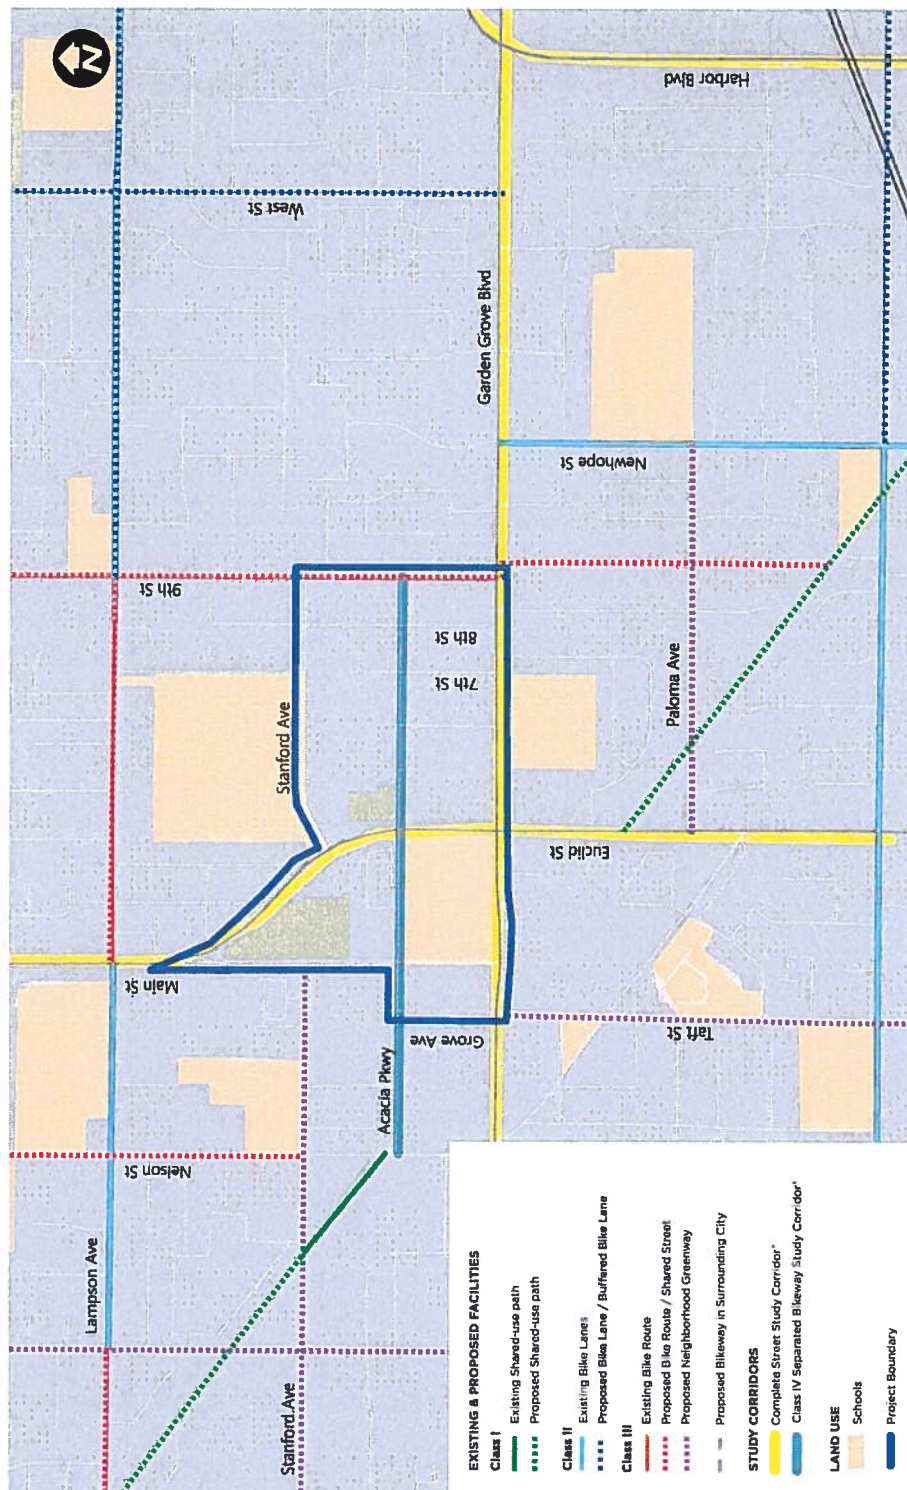 N
Lampson Ave
Nelson St
Main St
9th St
West St
Stanford Ave
Stanford Ave
Acacia Pkwy
Grove Ave
7th St
8th St
Garden Grove Blvd
Harbor Blvd
Taft St
Euclid St
Paloma Ave
Newhope St
EXISTING & PROPOSED FACILITIES
Class I
Existing Shared-use path
Proposed Shared-use path
Class II
Existing Bike Lanes
Proposed Bike Lane / Buffered Bike Lane
Class III
Existing Bike Route
Proposed Bike Route / Shared Street
Proposed Neighborhood Greenway
Proposed Bikeway in Surrounding City
STUDY CORRIDORS
Complete Street Study Corridor*
Class IV Separated Bikeway Study Corridor*
LAND USE
Schools
Project Boundary